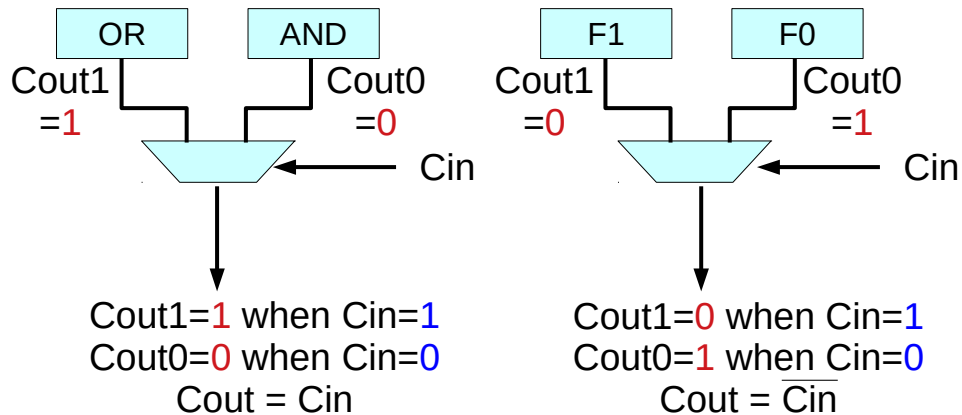 OR
AND
Cout1
=1
Cout0
=0
Cin
Cout1=1 when Cin=1
Cout0=0 when Cin=0
Cout = Cin
F1
F0
Cout1
=0
Cout0
=1
Cin
Cout1=0 when Cin=1
Cout0=1 when Cin=0
Cout = C̅i̅n̅